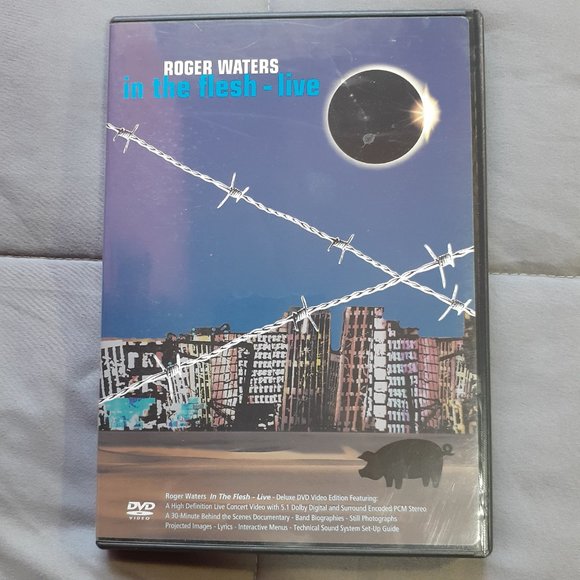 ROGER WATERS
in the flesh - live
Roger Waters In The Flesh - Live - Deluxe DVD Video Edition Featuring:
A High Definition Live Concert Video with 5.1 Dolby Digital and Surround Encoded PCM Stereo
A 30-Minute Behind the Scenes Documentary - Band Biographies - Still Photographs
Projected Images - Lyrics - Interactive Menus - Technical Sound System Set-Up Guide
DVD
VIDEO